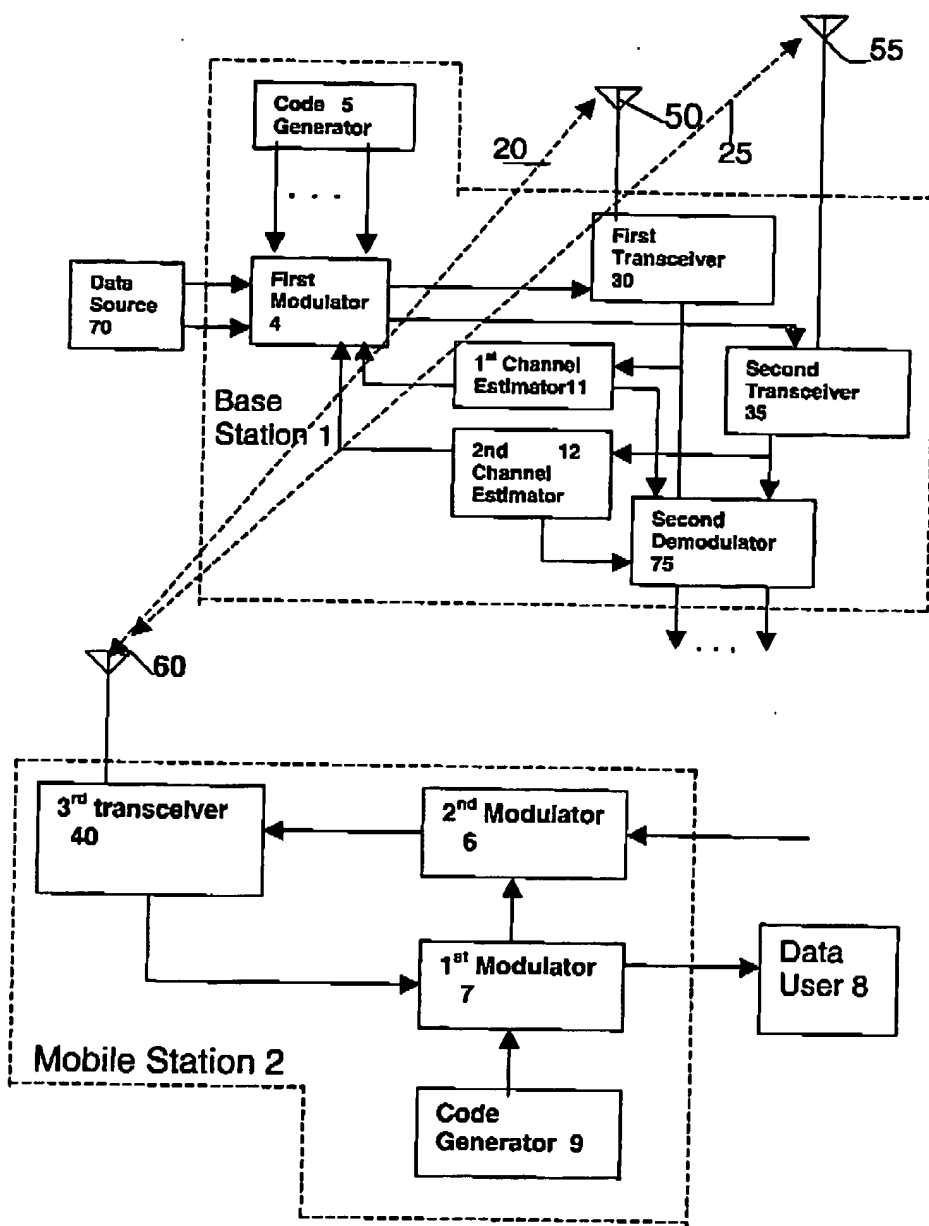 55
Code 5
Generator
50
20
25
First
Transceiver
30
Data
Source
70
First
Modulator
4
1st Channel
Estimator11
Second
Transceiver
35
Base
Station 1
2nd 12
Channel
Estimator
Second
Demodulator
75
. . .
. . .
60
3rd transceiver
40
2nd Modulator
6
1st Modulator
7
Data
User 8
Mobile Station 2
Code
Generator 9